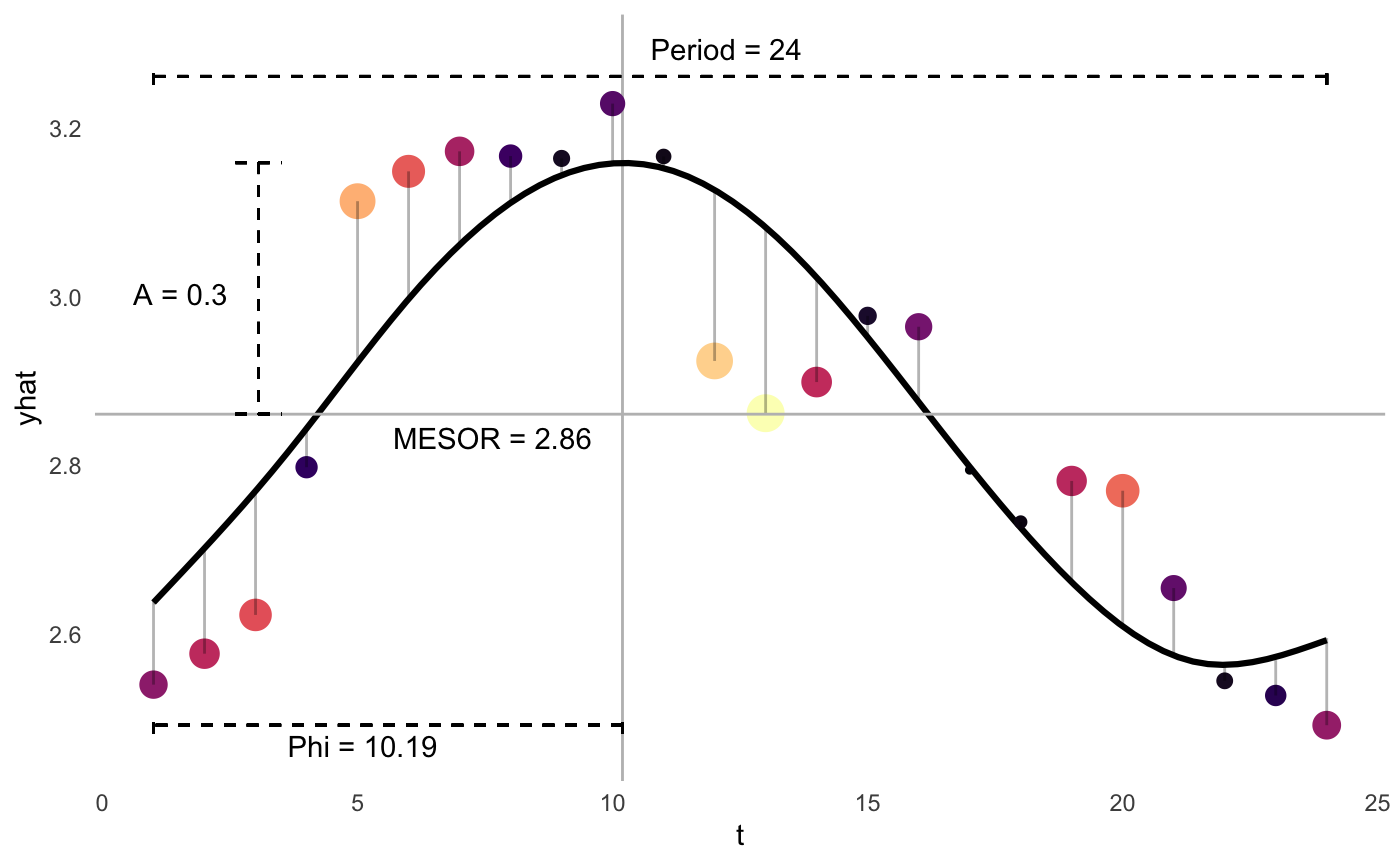 Period = 24
3.2
A = 0.3
3.0
yhat
MESOR = 2.86
2.8
2.6
Phi = 10.19
0 5 10 15 20 25
t